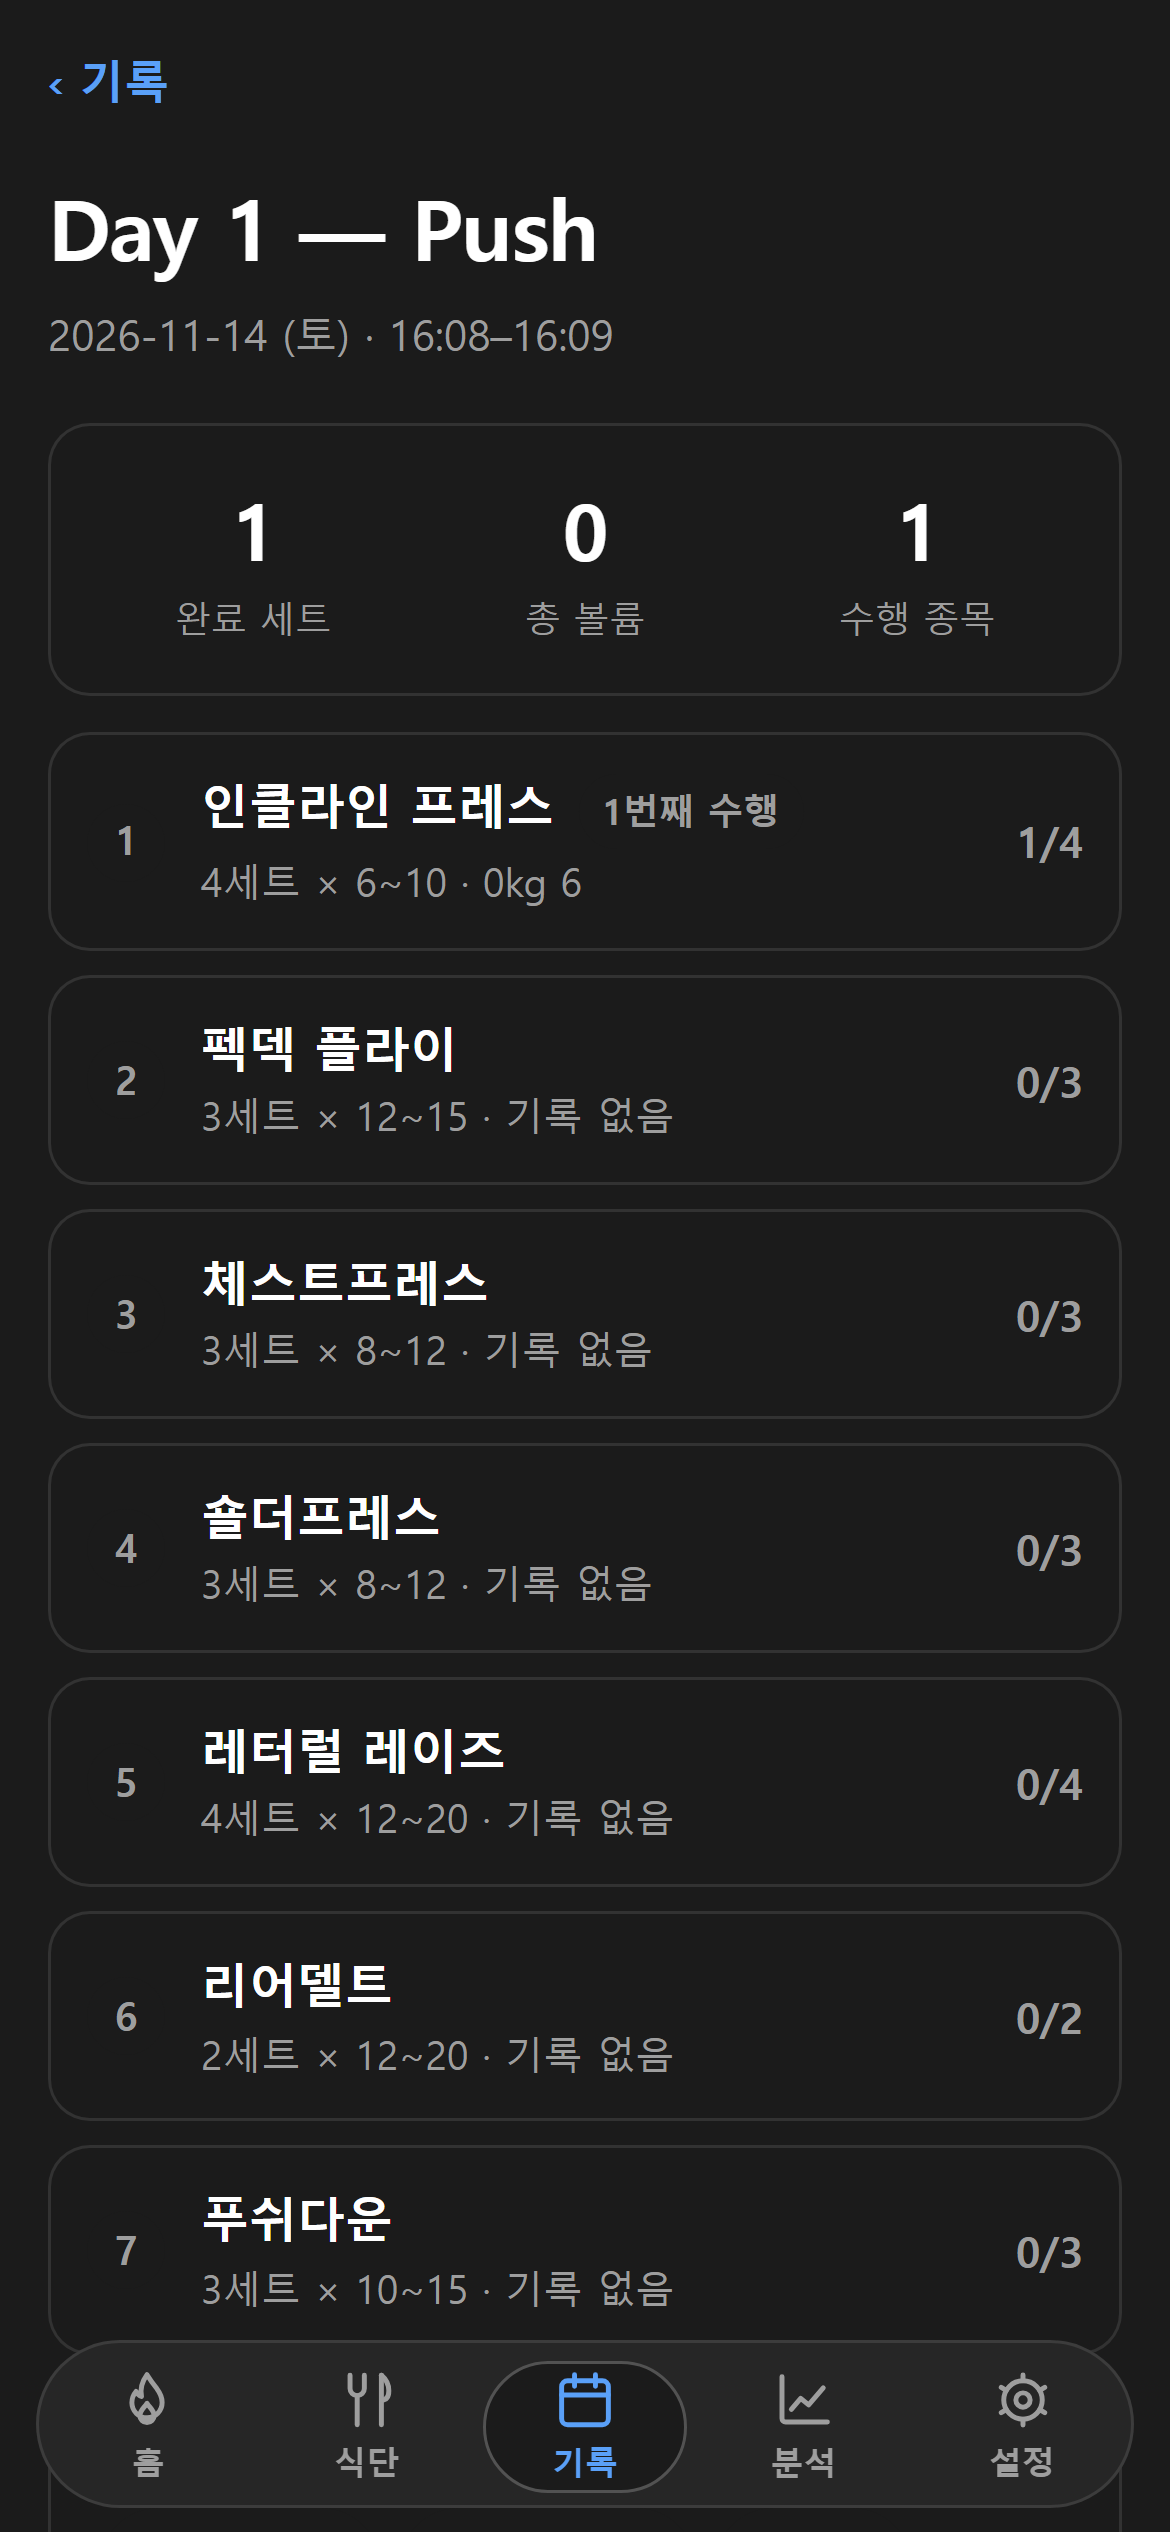 ‹ 기록
Day 1 — Push
2026-11-14 (토) · 16:08–16:09
1 0 1
완료 세트 총 볼륨 수행 종목
1 인클라인 프레스 1번째 수행 1/4
4세트 × 6~10 · 0kg 6
2 펙덱 플라이 0/3
3세트 × 12~15 · 기록 없음
3 체스트프레스 0/3
3세트 × 8~12 · 기록 없음
4 숄더프레스 0/3
3세트 × 8~12 · 기록 없음
5 레터럴 레이즈 0/4
4세트 × 12~20 · 기록 없음
6 리어델트 0/2
2세트 × 12~20 · 기록 없음
7 푸쉬다운 0/3
3세트 × 10~15 · 기록 없음
홈 식단 기록 분석 설정